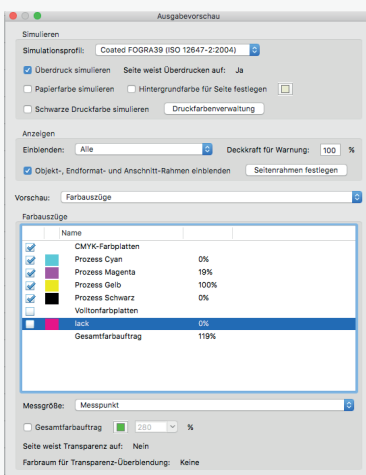 Ausgabevorschau
Simulieren
Simulationsprofil: Coated FOGRA39 (ISO 12647-2:2004)
Überdruck simulieren Seite weist Überdrucken auf: Ja
Papierfarbe simulieren Hintergrundfarbe für Seite festlegen
Schwarze Druckfarbe simulieren Druckfarbenverwaltung
Anzeigen
Einblenden: Alle Deckkraft für Warnung: 100 %
Objekt-, Endformat- und Anschnitt-Rahmen einblenden Seitenrahmen festlegen
Vorschau: Farbauszüge
Farbauszüge
Name
CMYK-Farbplatten
Prozess Cyan 0%
Prozess Magenta 19%
Prozess Gelb 100%
Prozess Schwarz 0%
Volltonfarbplatten
lack 0%
Gesamtfarbauftrag 119%
Messgröße: Messpunkt
Gesamtfarbauftrag 280 %
Seite weist Transparenz auf: Nein
Farbraum für Transparenz-Überblendung: Keine